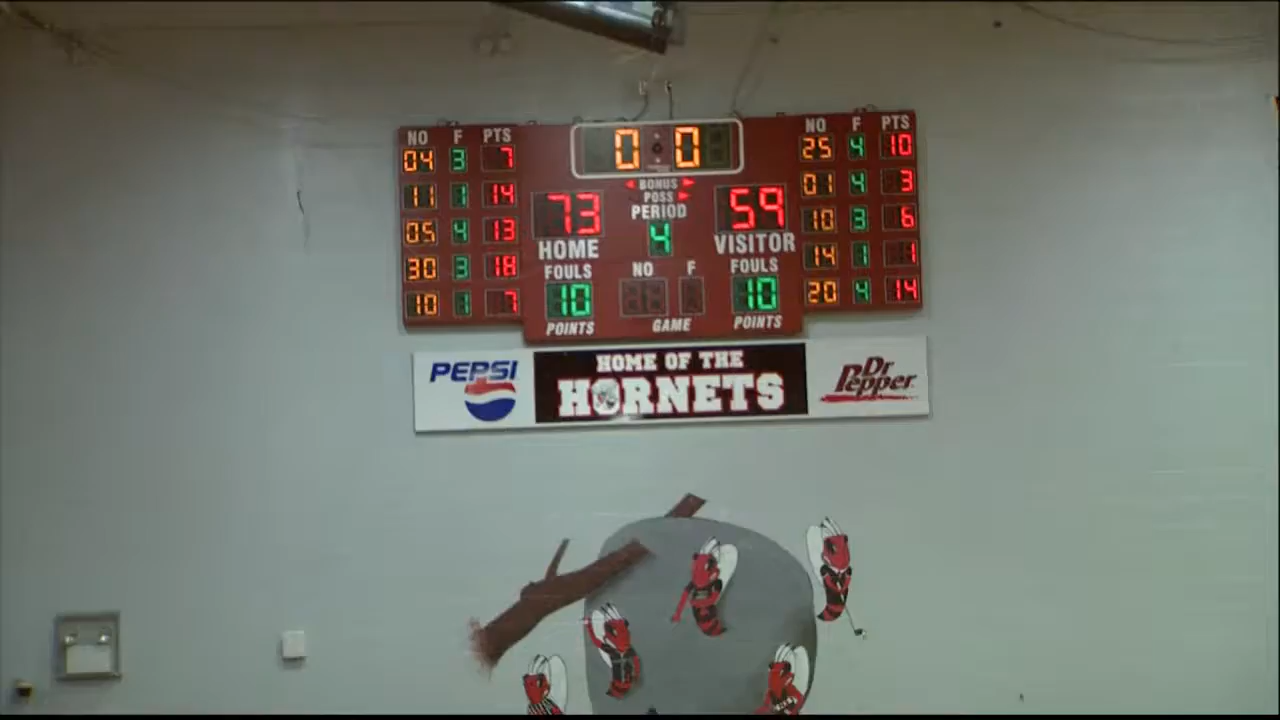 NO F PTS
04 3 7
11 1 14
05 4 13
30 3 18
10 1 7
0 0
BONUS
POSS
PERIOD
4
73
HOME
59
VISITOR
FOULS
10
POINTS
NO F
GAME
FOULS
10
POINTS
NO F PTS
25 4 10
01 4 3
10 3 6
14 1 1
20 4 14
PEPSI
HOME OF THE
HORNETS
Dr
Pepper